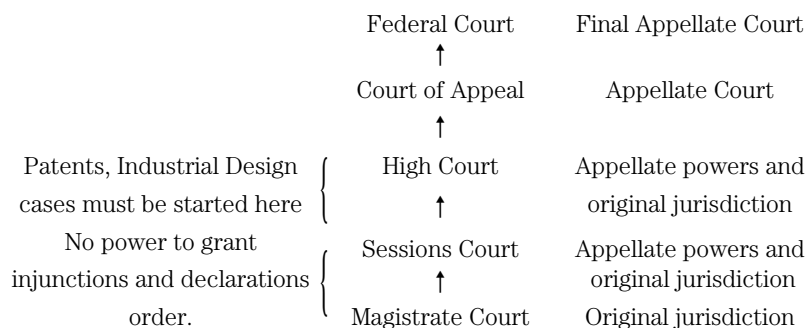 Federal Court Final Appellate Court
Court of Appeal Appellate Court
Patents, Industrial Design High Court Appellate powers and
cases must be started here original jurisdiction
No power to grant Sessions Court Appellate powers and
injunctions and declarations original jurisdiction
order. Magistrate Court Original jurisdiction